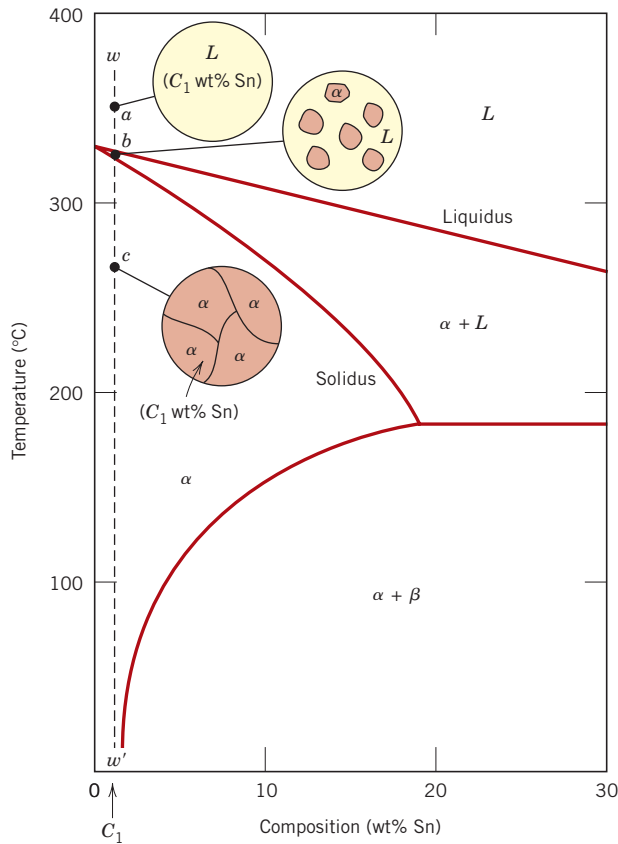 400
w
L
(C₁ wt% Sn)
a
α
L
L
b
300
Liquidus
c
α
α
α + L
α
α
Temperature (°C)
Solidus
200
(C₁ wt% Sn)
α
100
α + β
w′
0
10
20
30
C₁
Composition (wt% Sn)